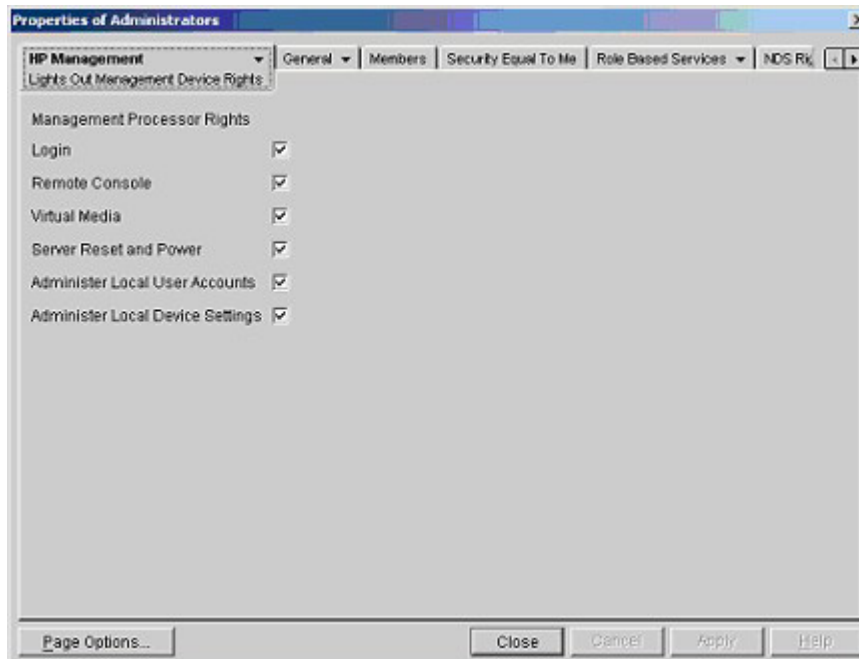 Properties of Administrators
HP Management General Members Security Equal To Me Role Based Services NDS Ri
Lights Out Management Device Rights
Management Processor Rights
Login
Remote Console
Virtual Media
Server Reset and Power
Administer Local User Accounts
Administer Local Device Settings
Page Options... Close Cancel Apply Help